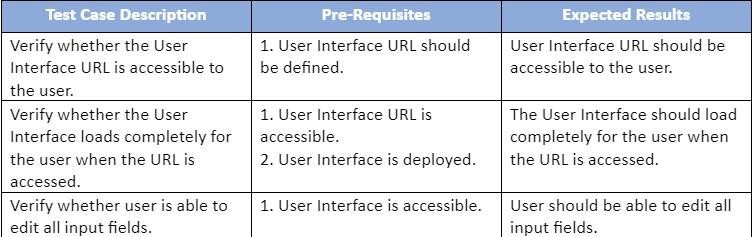 Test Case Description Pre-Requisites Expected Results
Verify whether the User
Interface URL is accessible to
the user.
1. User Interface URL should
be defined.
User Interface URL should be
accessible to the user.
Verify whether the User
Interface loads completely for
the user when the URL is
accessed.
1. User Interface URL is
accessible.
2. User Interface is deployed.
The User Interface should load
completely for the user when
the URL is accessed.
Verify whether user is able to
edit all input fields.
1. User Interface is accessible.
User should be able to edit all
input fields.